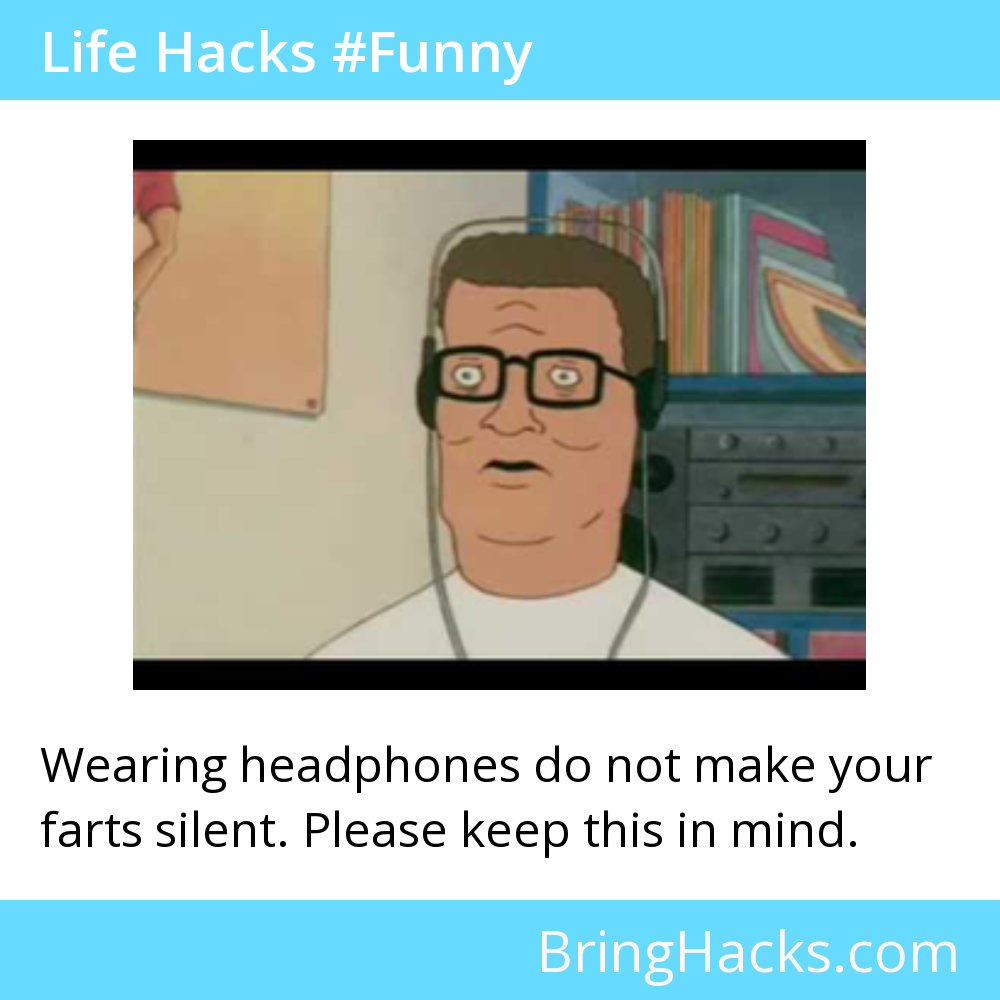 Life Hacks #Funny
Wearing headphones do not make your
farts silent. Please keep this in mind.
BringHacks.com